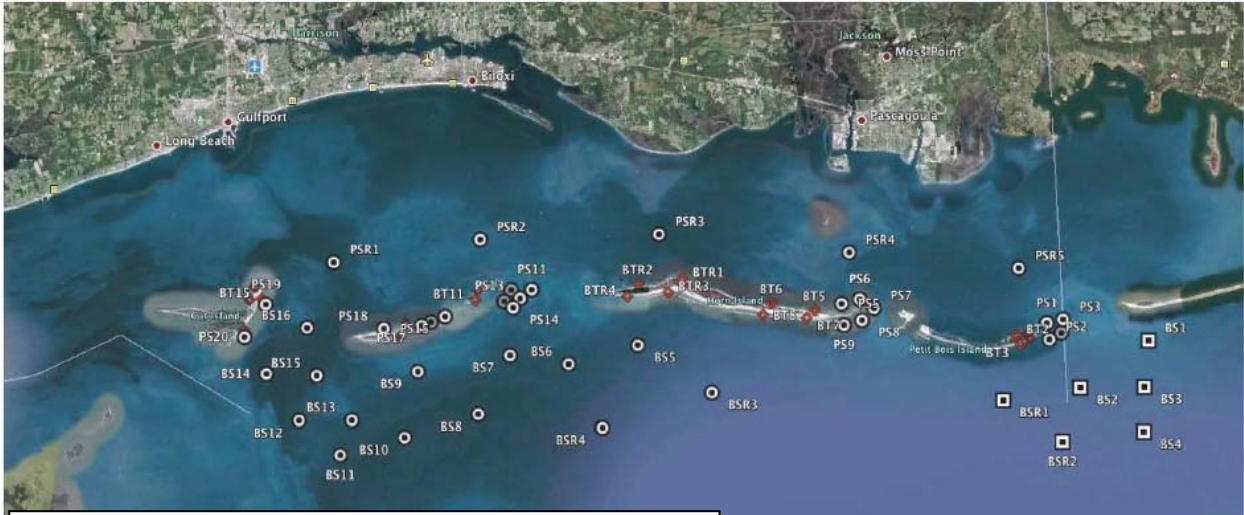 Harrison
Jackson
Moss Point
Biloxi
Gulfport
Pascagoula
Long Beach
PSR3
PSR2
PSR1
PSR4
PSR5
BTR1
BTR2
BTR3
BTR4
PS11
PS13
PS19
BT15
BT11
BT6
BT5
PS6
PS7
Horn Island
Cat Island
BS16
PS18
PS14
PS1
PS3
PS2
BT2
BT3
PS8
BT7
PS9
PS17
PS20
BS1
Petit Bois Island
BS15
BS14
BS9
BS7
BS6
BS5
BS13
BS12
BS8
BSR3
BSR4
BS10
BS11
BSR1
BS2
BS3
BSR2
BS4